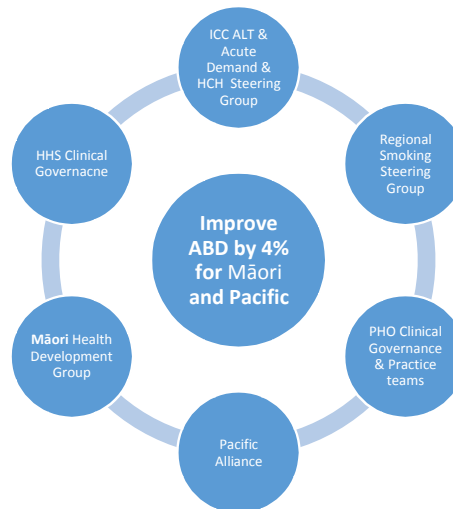 ICC ALT &
Acute
Demand &
HCH Steering
Group
HHS Clinical
Governacne
Regional
Smoking
Steering
Group
Improve
ABD by 4%
for Māori
and Pacific
Māori Health
Development
Group
PHO Clinical
Governance
& Practice
teams
Pacific
Alliance